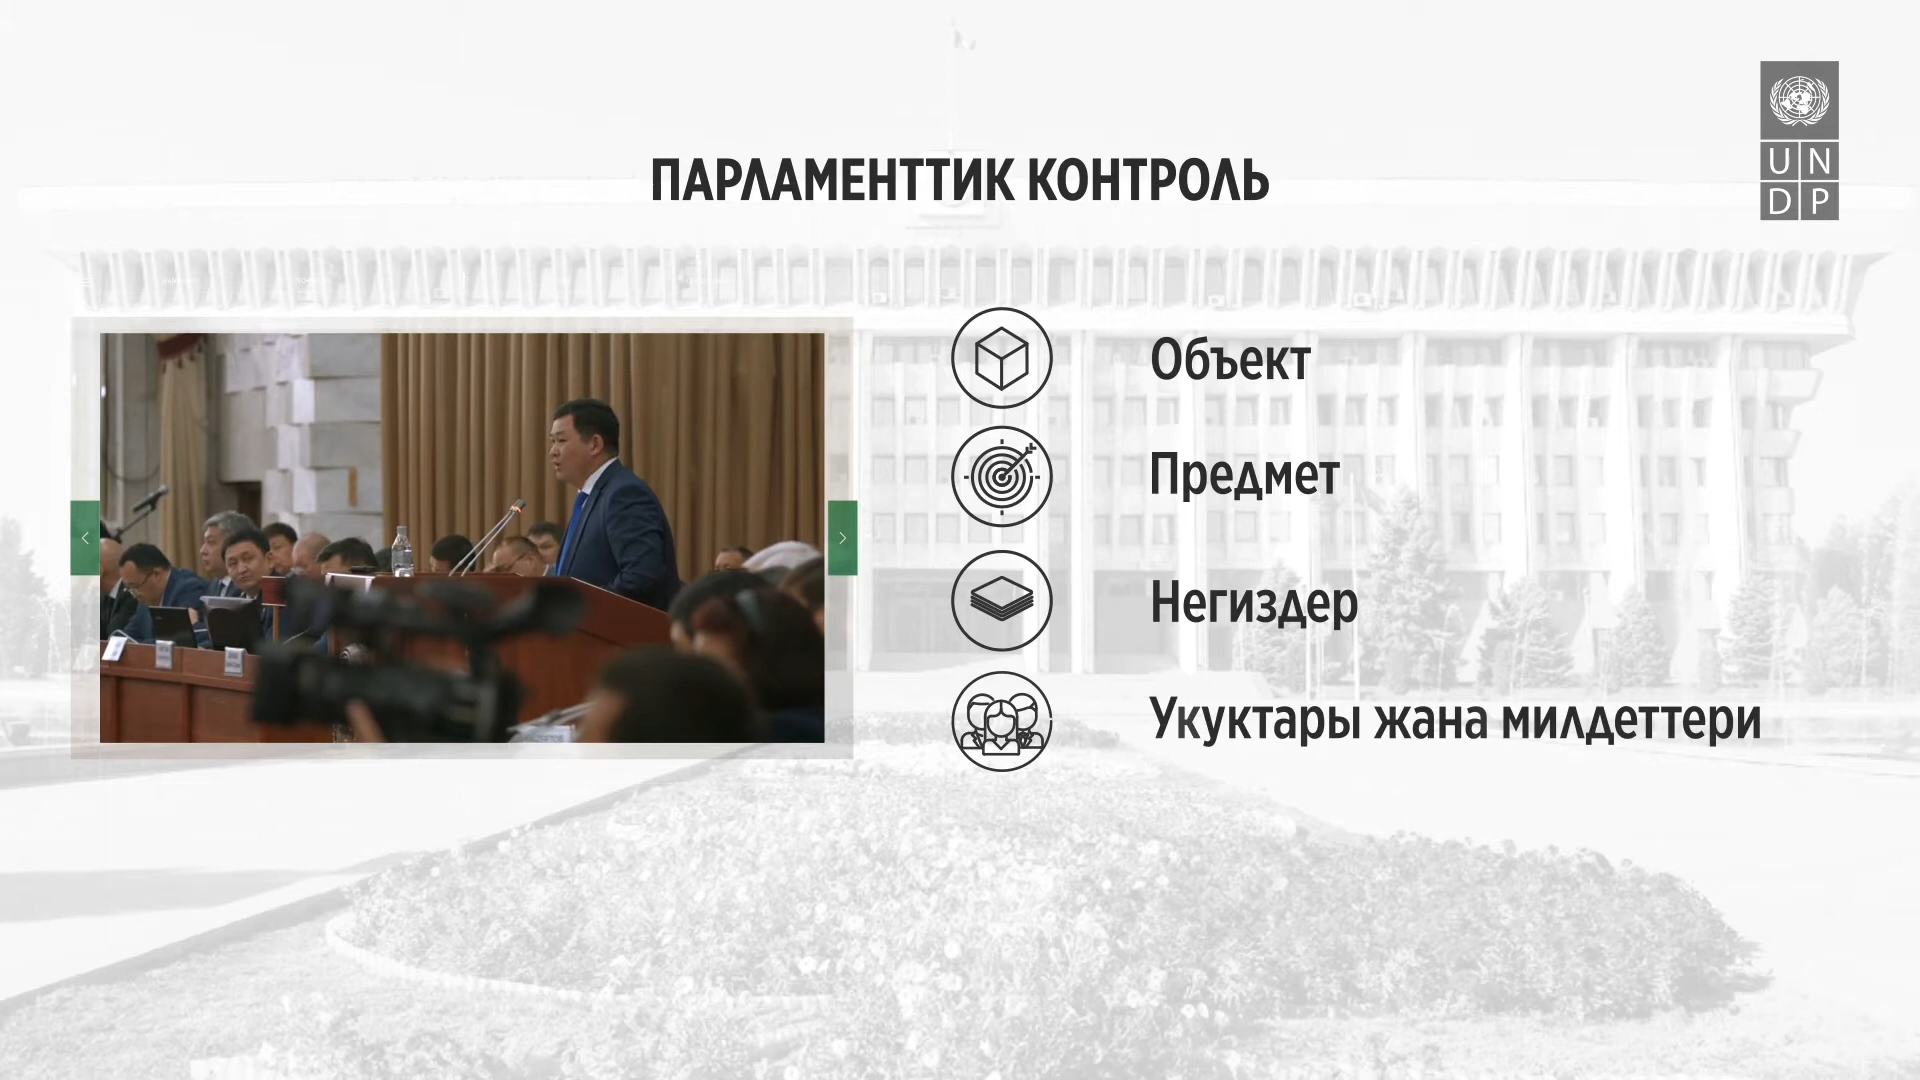 ПАРЛАМЕНТТИК КОНТРОЛЬ
U N
D P
Объект
Предмет
Негиздер
Укуктары жана милдеттери